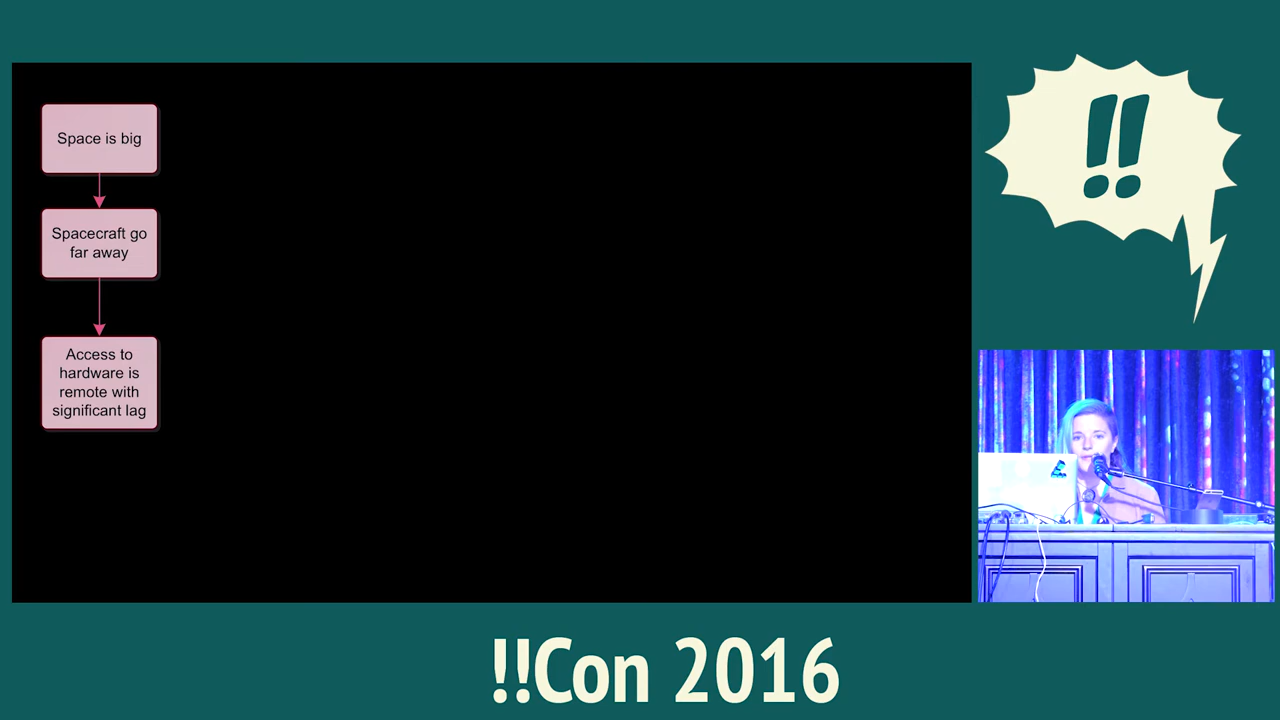 Space is big
Spacecraft go
far away
Access to
hardware is
remote with
significant lag
!!
!!Con 2016